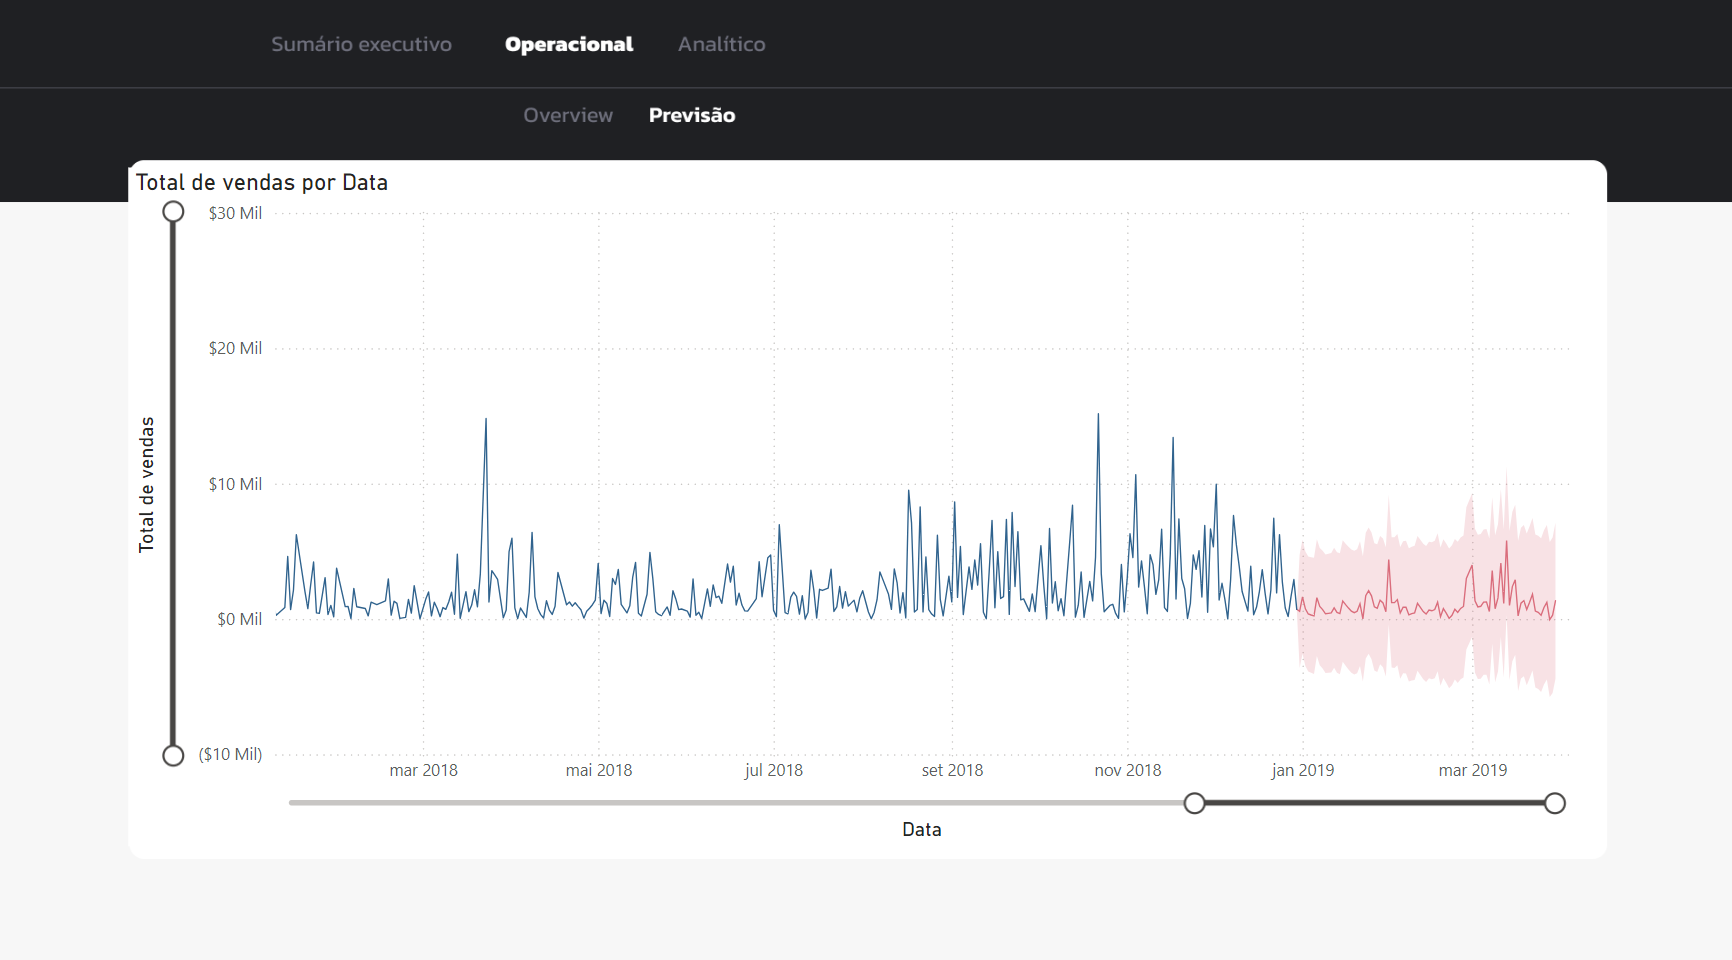 Sumário executivo
Operacional
Analítico
Overview
Previsão
Total de vendas por Data
$30 Mil
$20 Mil
$10 Mil
$0 Mil
($10 Mil)
Total de vendas
mar 2018
mai 2018
jul 2018
set 2018
nov 2018
jan 2019
mar 2019
Data